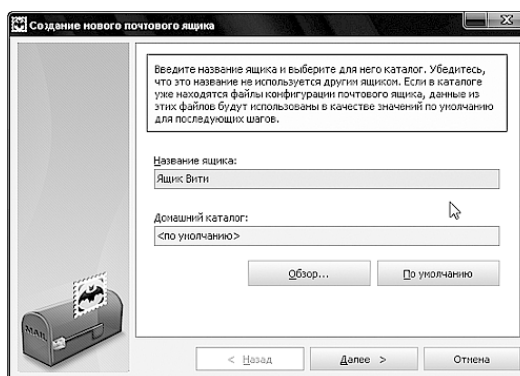 Создание нового почтового ящика
Введите название ящика и выберите для него каталог. Убедитесь,
что это название не используется другим ящиком. Если в каталоге
уже находятся файлы конфигурации почтового ящика, данные из
этих файлов будут использованы в качестве значений по умолчанию
для последующих шагов.
Название ящика:
Ящик Вити
Домашний каталог:
<по умолчанию>
Обзор...
По умолчанию
MAIL
< Назад
Далее >
Отмена